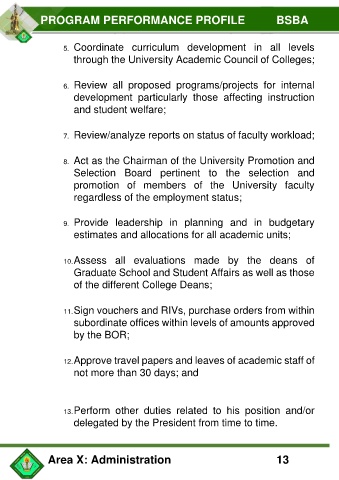 PROGRAM PERFORMANCE PROFILE BSBA
5. Coordinate curriculum development in all levels
through the University Academic Council of Colleges;
6. Review all proposed programs/projects for internal
development particularly those affecting instruction
and student welfare;
7. Review/analyze reports on status of faculty workload;
8. Act as the Chairman of the University Promotion and
Selection Board pertinent to the selection and
promotion of members of the University faculty
regardless of the employment status;
9. Provide leadership in planning and in budgetary
estimates and allocations for all academic units;
10.Assess all evaluations made by the deans of
Graduate School and Student Affairs as well as those
of the different College Deans;
11.Sign vouchers and RIVs, purchase orders from within
subordinate offices within levels of amounts approved
by the BOR;
12.Approve travel papers and leaves of academic staff of
not more than 30 days; and
13.Perform other duties related to his position and/or
delegated by the President from time to time.
Area X: Administration 13